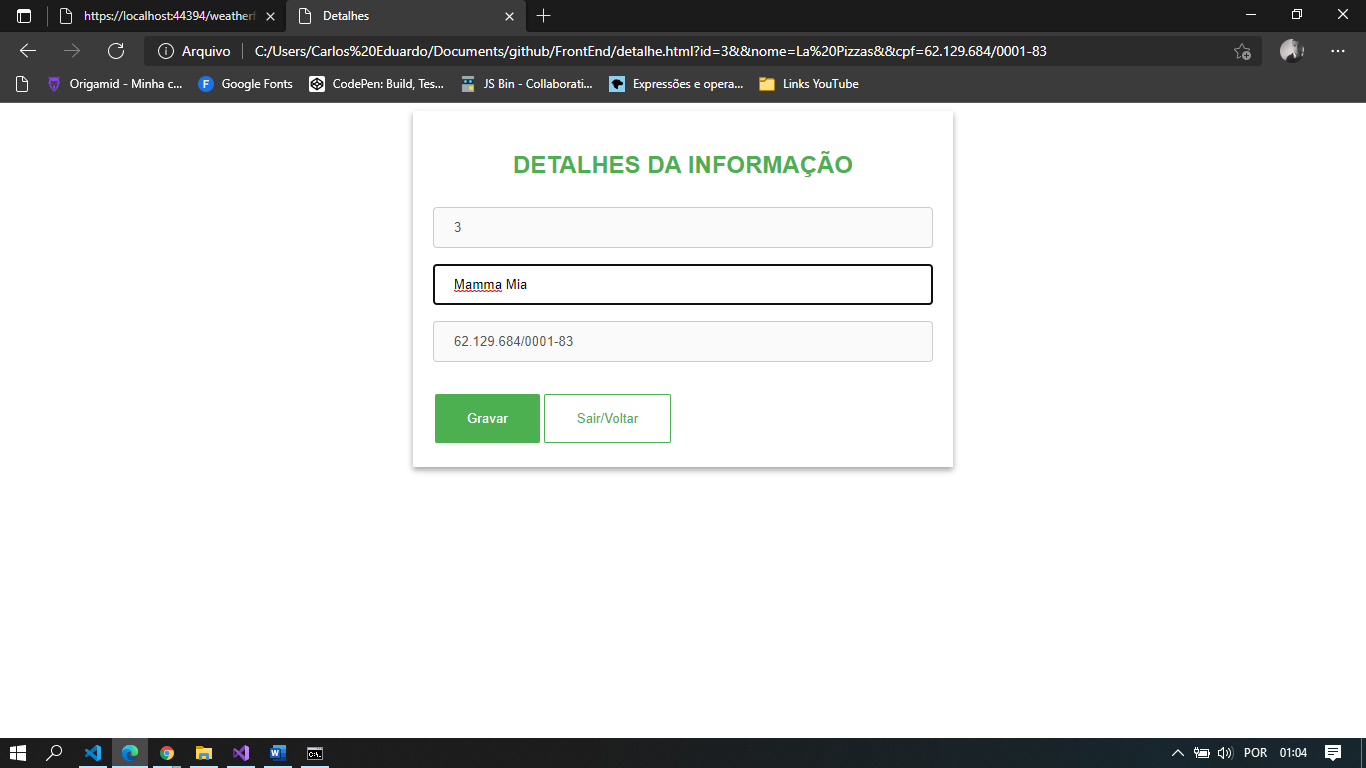 https://localhost:44394/weatherf
Detalhes
Arquivo
C:/Users/Carlos%20Eduardo/Documents/github/FrontEnd/detalhe.html?id=3&&nome=La%20Pizzas&&cpf=62.129.684/0001-83
Origamid - Minha c...
Google Fonts
CodePen: Build, Tes...
JS Bin - Collaborati...
Expressões e opera...
Links YouTube
DETALHES DA INFORMAÇÃO
3
Mamma Mia
62.129.684/0001-83
Gravar
Sair/Voltar
POR
01:04